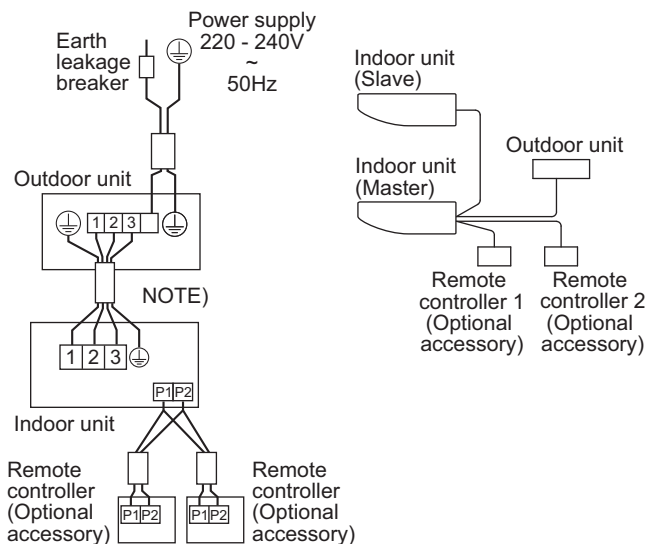 Power supply
220 - 240V
~
50Hz
Earth
leakage
breaker
Outdoor unit
1 2 3
NOTE)
1 2 3
P1 P2
Indoor unit
Remote
controller
(Optional
accessory)
P1 P2
P1 P2
Remote
controller
(Optional
accessory)
Indoor unit
(Slave)
Indoor unit
(Master)
Outdoor unit
Remote
controller 1
(Optional
accessory)
Remote
controller 2
(Optional
accessory)